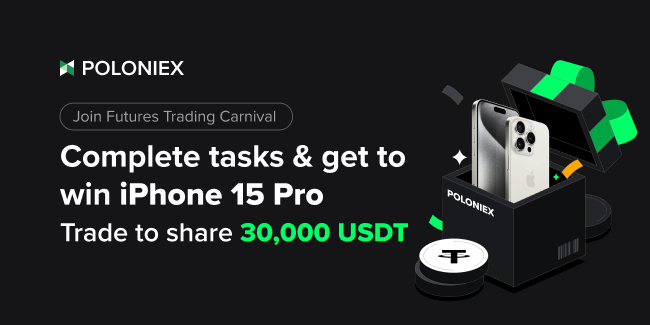 POLONIEX
Join Futures Trading Carnival
Complete tasks & get to
win iPhone 15 Pro
Trade to share 30,000 USDT
POLONIEX